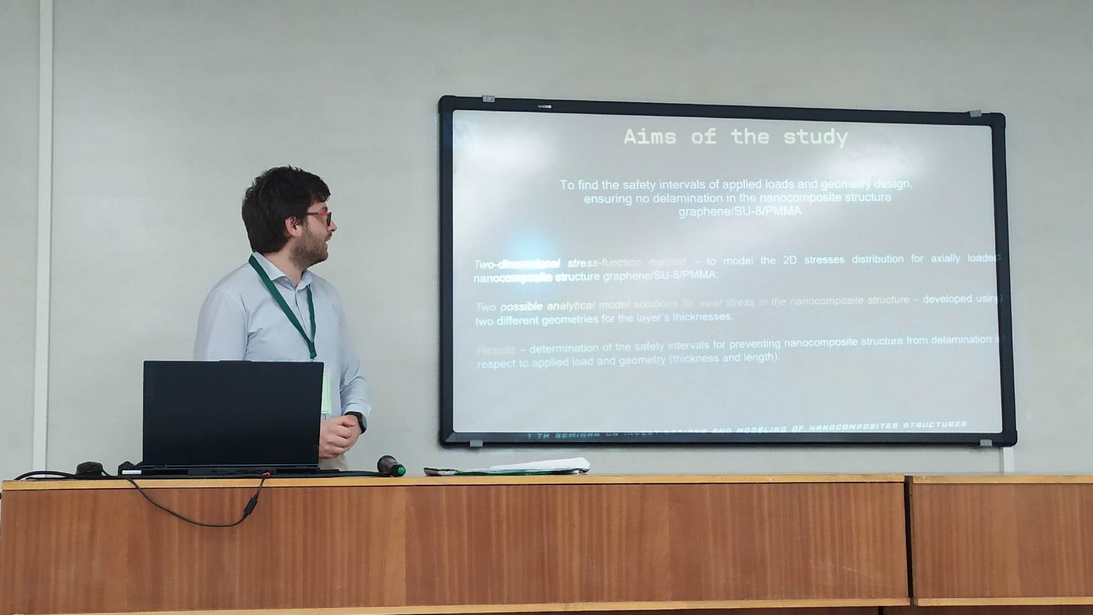 Aims of the study
To find the safety intervals of applied loads and geometry design,
ensuring no delamination in the nanocomposite structure
graphene/SU-8/PMMA
Two-dimensional stress-function method – to model the 2D stresses distribution for axially loaded
nanocomposite structure graphene/SU-8/PMMA;
Two possible analytical model solutions for axial stress in the nanocomposite structure – developed using
two different geometries for the layer's thicknesses;
Results – determination of the safety intervals for preventing nanocomposite structure from delamination
respect to applied load and geometry (thickness and length).
TH SEMINAR ON INVESTIGATIONS AND MODELING OF NANOCOMPOSITES STRUCTURES